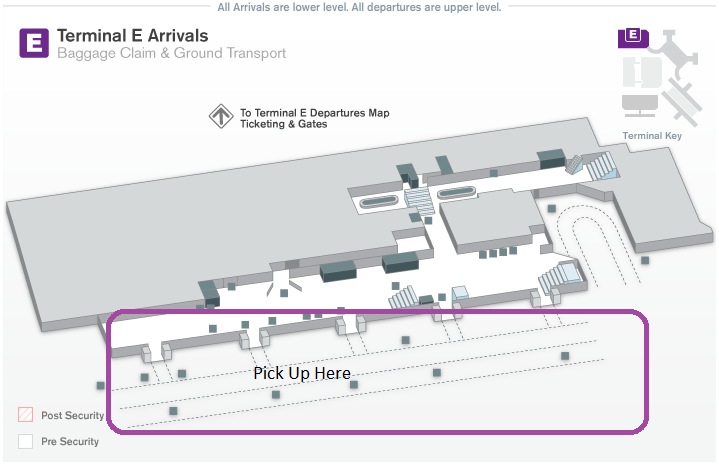 All Arrivals are lower level. All departures are upper level.
E
Terminal E Arrivals
Baggage Claim & Ground Transport
E
Terminal Key
To Terminal E Departures Map
Ticketing & Gates
Pick Up Here
Post Security
Pre Security